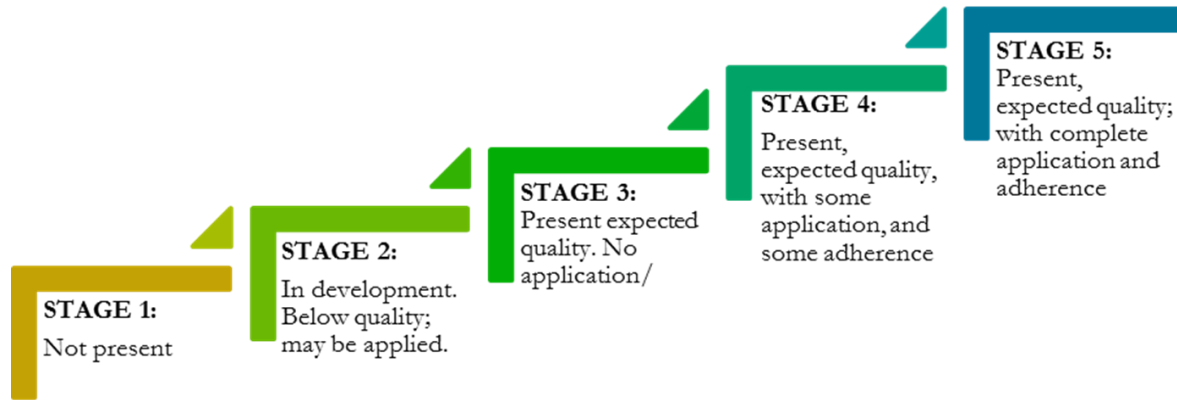 STAGE 1:
Not present
STAGE 2:
In development.
Below quality;
may be applied.
STAGE 3:
Present expected
quality. No
application/
STAGE 4:
Present,
expected quality,
with some
application, and
some adherence
STAGE 5:
Present,
expected quality;
with complete
application and
adherence